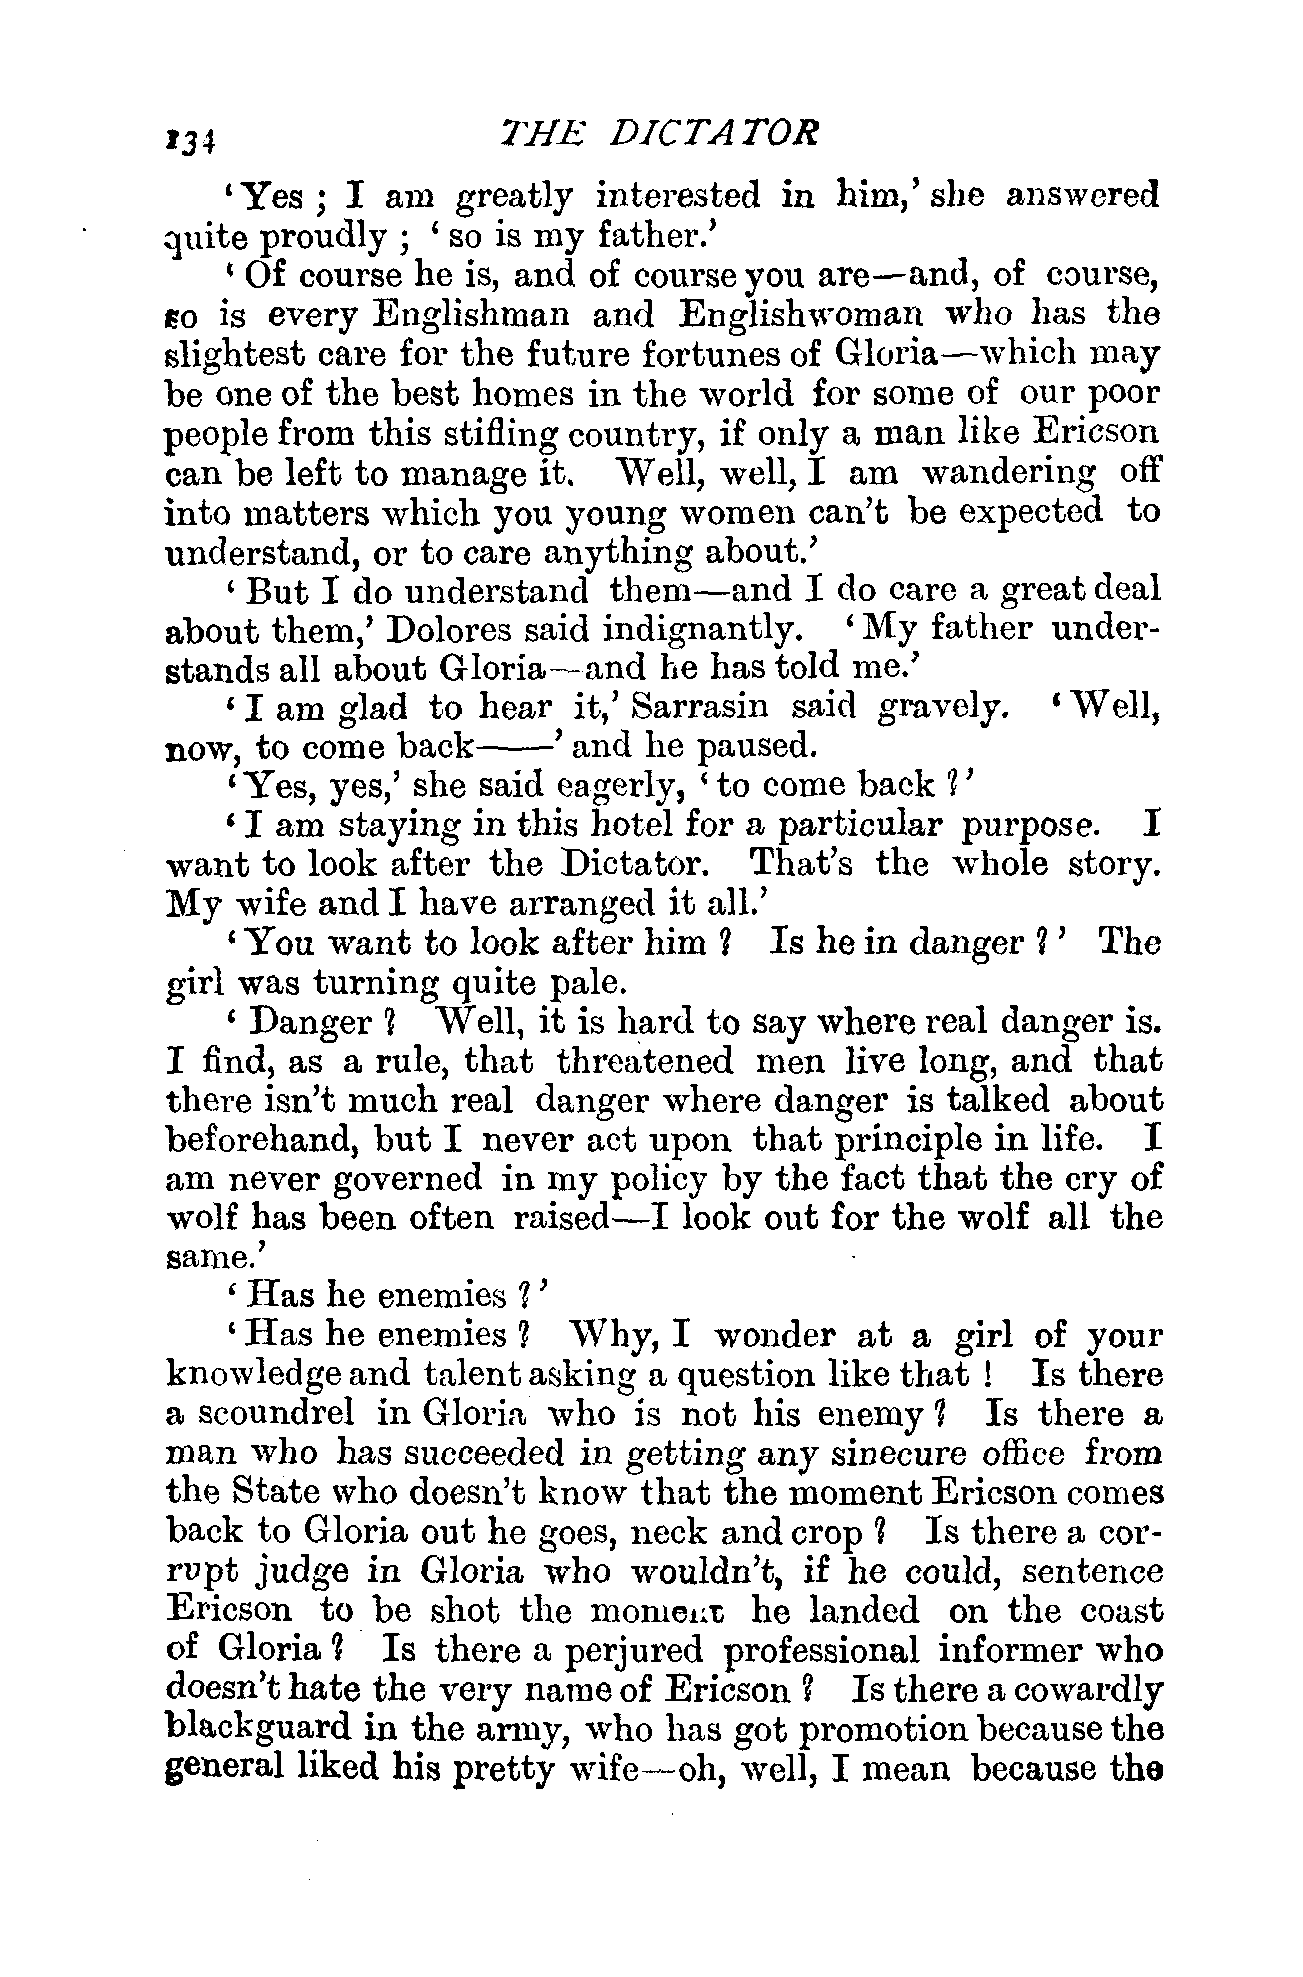 134 THE DICTATOR
‘Yes ; I am greatly interested in him,’ she answered
quite proudly ; ‘so is my father.’
‘Of course he is, and of course you are—and, of course,
so is every Englishman and Englishwoman who has the
slightest care for the future fortunes of Gloria—which may
be one of the best homes in the world for some of our poor
people from this stifling country, if only a man like Ericson
can be left to manage it. Well, well, I am wandering off
into matters which you young women can’t be expected to
understand, or to care anything about.’
‘But I do understand them—and I do care a great deal
about them,’ Dolores said indignantly. ‘My father under-
stands all about Gloria—and he has told me.’
‘I am glad to hear it,’ Sarrasin said gravely. ‘Well,
now, to come back——’ and he paused.
‘Yes, yes,’ she said eagerly, ‘to come back ?’
‘I am staying in this hotel for a particular purpose. I
want to look after the Dictator. That’s the whole story.
My wife and I have arranged it all.’
‘You want to look after him ? Is he in danger ?’ The
girl was turning quite pale.
‘Danger ? Well, it is hard to say where real danger is.
I find, as a rule, that threatened men live long, and that
there isn’t much real danger where danger is talked about
beforehand, but I never act upon that principle in life. I
am never governed in my policy by the fact that the cry of
wolf has been often raised—I look out for the wolf all the
same.’
‘Has he enemies ?’
‘Has he enemies ? Why, I wonder at a girl of your
knowledge and talent asking a question like that ! Is there
a scoundrel in Gloria who is not his enemy ? Is there a
man who has succeeded in getting any sinecure office from
the State who doesn’t know that the moment Ericson comes
back to Gloria out he goes, neck and crop ? Is there a cor-
rupt judge in Gloria who wouldn’t, if he could, sentence
Ericson to be shot the moment he landed on the coast
of Gloria ? Is there a perjured professional informer who
doesn’t hate the very name of Ericson ? Is there a cowardly
blackguard in the army, who has got promotion because the
general liked his pretty wife—oh, well, I mean because the